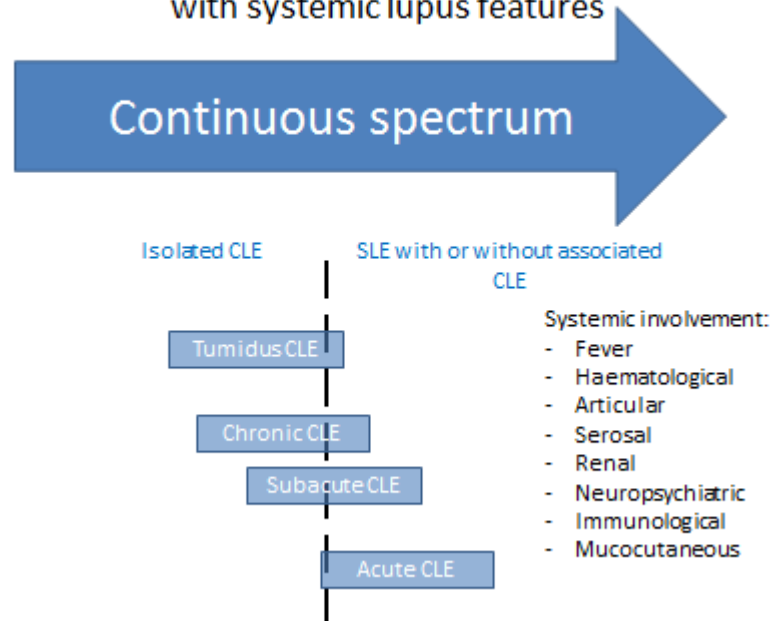 with systemic lupus features
Continuous spectrum
Isolated CLE
SLE with or without associated
CLE
Systemic involvement:
- Fever
- Haematological
- Articular
- Serosal
- Renal
- Neuropsychiatric
- Immunological
- Mucocutaneous
Tumidus CLE
Chronic CLE
Subacute CLE
Acute CLE